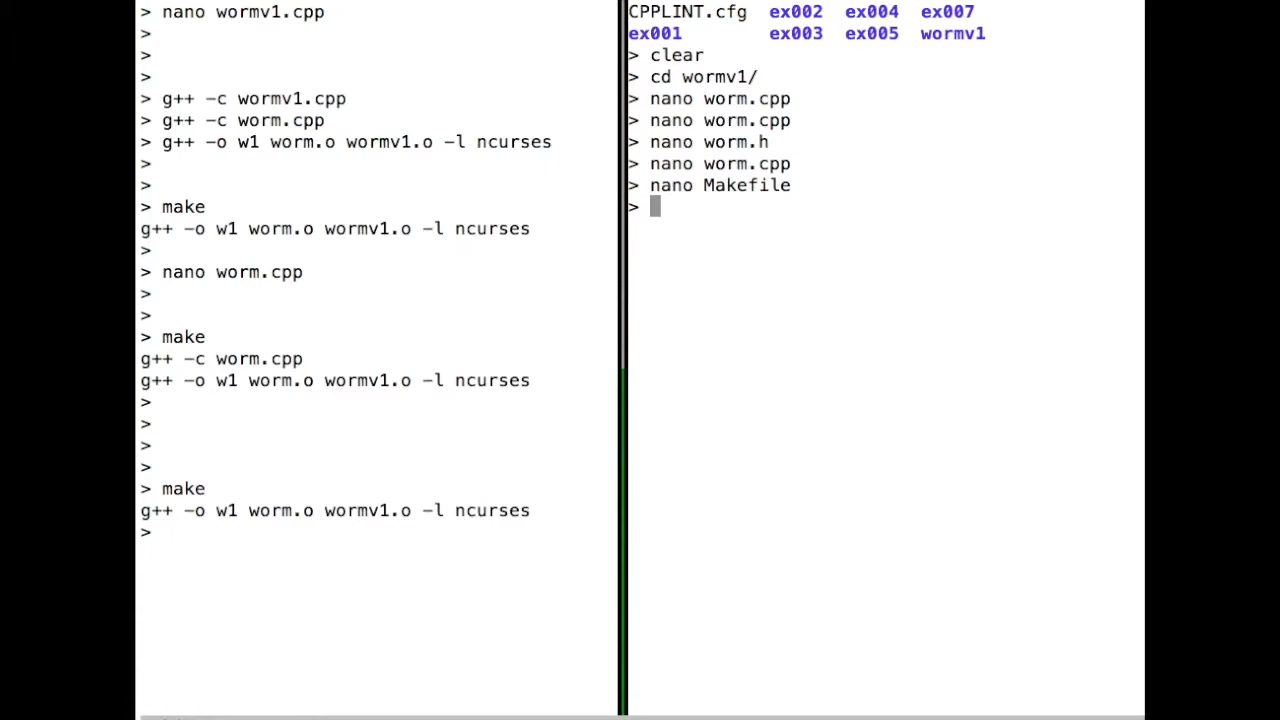 > nano wormv1.cpp
>
>
>
> g++ -c wormv1.cpp
> g++ -c worm.cpp
> g++ -o w1 worm.o wormv1.o -l ncurses
>
>
> make
g++ -o w1 worm.o wormv1.o -l ncurses
>
> nano worm.cpp
>
>
> make
g++ -c worm.cpp
g++ -o w1 worm.o wormv1.o -l ncurses
>
>
>
>
> make
g++ -o w1 worm.o wormv1.o -l ncurses
>
CPPLINT.cfg ex002 ex004 ex007
ex001 ex003 ex005 wormv1
> clear
> cd wormv1/
> nano worm.cpp
> nano worm.cpp
> nano worm.h
> nano worm.cpp
> nano Makefile
>